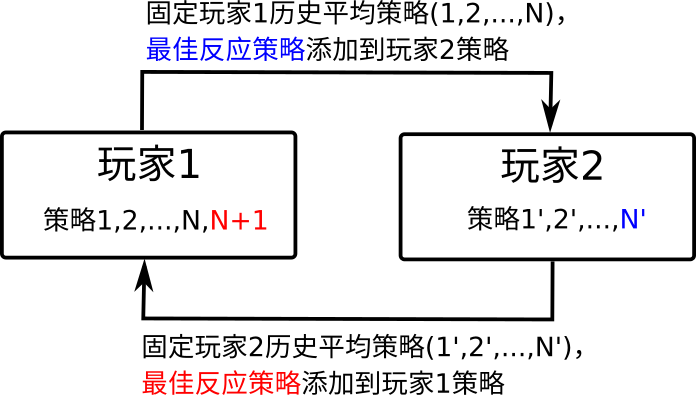 固定玩家1历史平均策略(1,2,...,N)，
最佳反应策略添加到玩家2策略
玩家1
策略1,2,...,N,N+1
玩家2
策略1',2',...,N'
固定玩家2历史平均策略(1',2',...,N')，
最佳反应策略添加到玩家1策略